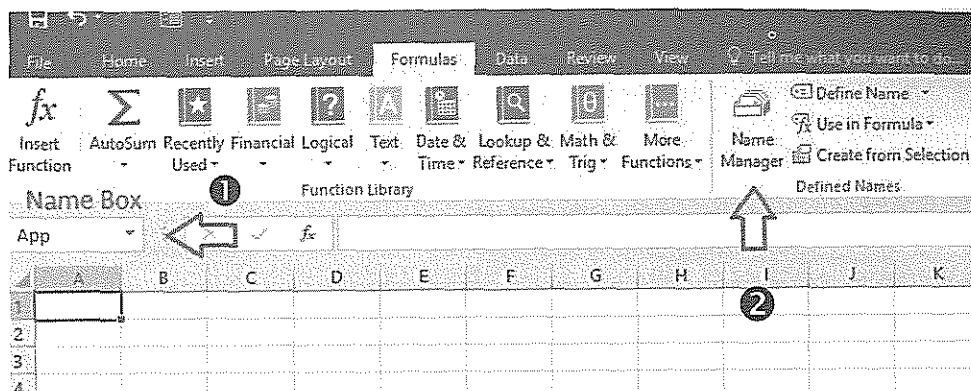 File Home Insert Page Layout Formulas Data Review View Tell me what you want to do...
fx Σ ? A θ
Insert Function AutoSum Recently Used Financial Logical Text Date & Time Lookup & Reference Math & Trig More Functions Name Manager
Define Name
Use in Formula
Create from Selection
Function Library Defined Names
1
Name Box
App fx
A B C D E F G H I J K
2
1
2
3
4